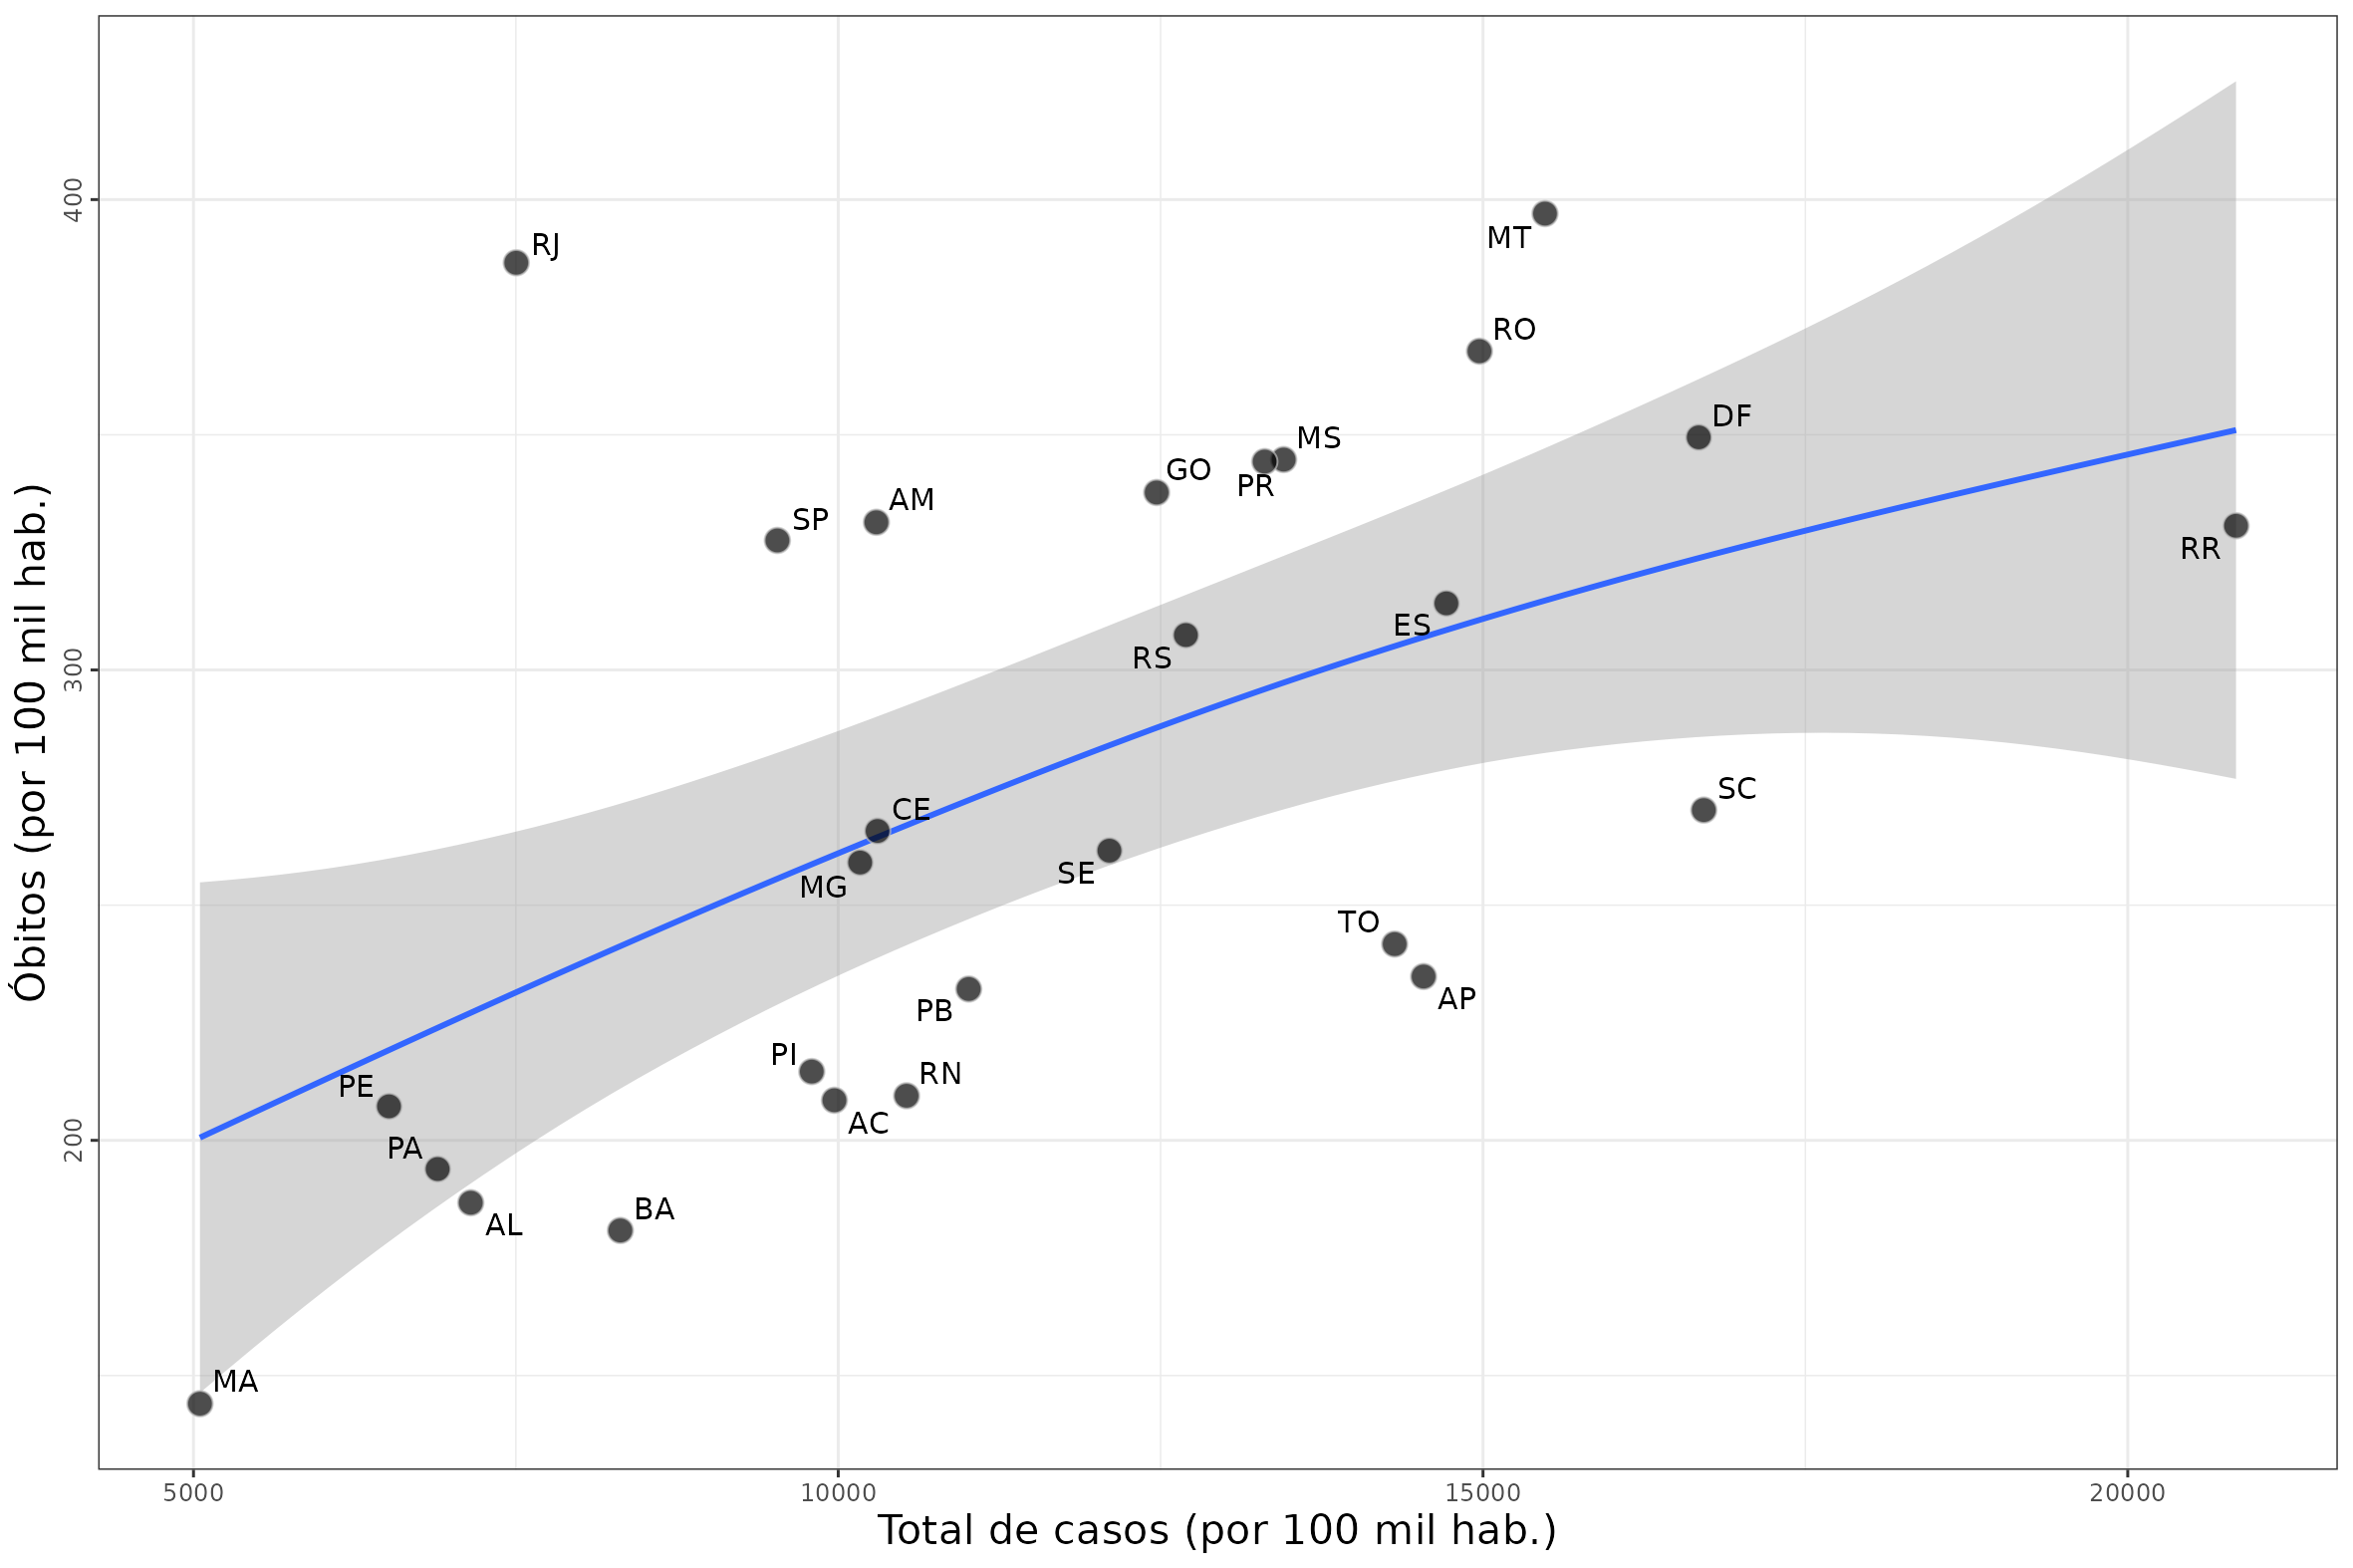 Óbitos (por 100 mil hab.)
400
300
200
RJ
MT
RO
DF
MS
GO
PR
AM
SP
RR
ES
RS
SC
CE
SE
MG
TO
AP
PB
PI
RN
PE
AC
PA
BA
AL
MA
5000
10000
15000
20000
Total de casos (por 100 mil hab.)